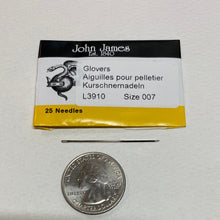 John James
Est. 1840
Glovers
Aiguilles pour pelletier
Kurschnernadeln
L3910 Size 007
25 Needles